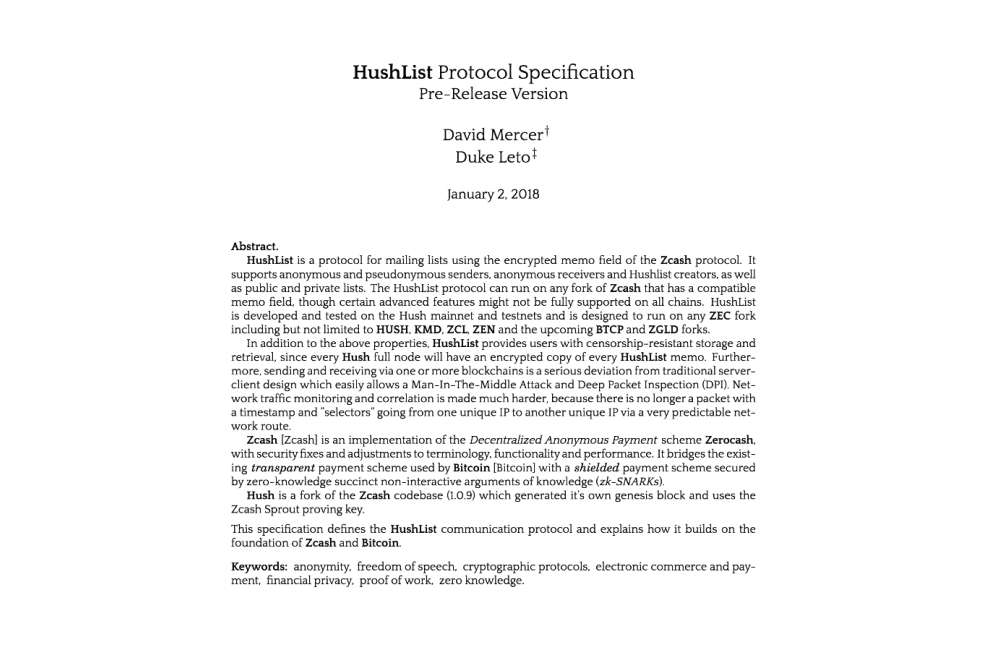 HushList Protocol Specification
Pre-Release Version
David Mercer†
Duke Leto‡
January 2, 2018
Abstract.
HushList is a protocol for mailing lists using the encrypted memo field of the Zcash protocol. It
supports anonymous and pseudonymous senders, anonymous receivers and Hushlist creators, as well
as public and private lists. The HushList protocol can run on any fork of Zcash that has a compatible
memo field, though certain advanced features might not be fully supported on all chains. HushList
is developed and tested on the Hush mainnet and testnets and is designed to run on any ZEC fork
including but not limited to HUSH, KMD, ZCL, ZEN and the upcoming BTCP and ZGLD forks.
In addition to the above properties, HushList provides users with censorship-resistant storage and
retrieval, since every Hush full node will have an encrypted copy of every HushList memo. Further-
more, sending and receiving via one or more blockchains is a serious deviation from traditional server-
client design which easily allows a Man-In-The-Middle Attack and Deep Packet Inspection (DPI). Net-
work traffic monitoring and correlation is made much harder, because there is no longer a packet with
a timestamp and "selectors" going from one unique IP to another unique IP via a very predictable net-
work route.
Zcash [Zcash] is an implementation of the Decentralized Anonymous Payment scheme Zerocash,
with security fixes and adjustments to terminology, functionality and performance. It bridges the exist-
ing transparent payment scheme used by Bitcoin [Bitcoin] with a shielded payment scheme secured
by zero-knowledge succinct non-interactive arguments of knowledge (zk-SNARKs).
Hush is a fork of the Zcash codebase (1.0.9) which generated it's own genesis block and uses the
Zcash Sprout proving key.
This specification defines the HushList communication protocol and explains how it builds on the
foundation of Zcash and Bitcoin.
Keywords: anonymity, freedom of speech, cryptographic protocols, electronic commerce and pay-
ment, financial privacy, proof of work, zero knowledge.